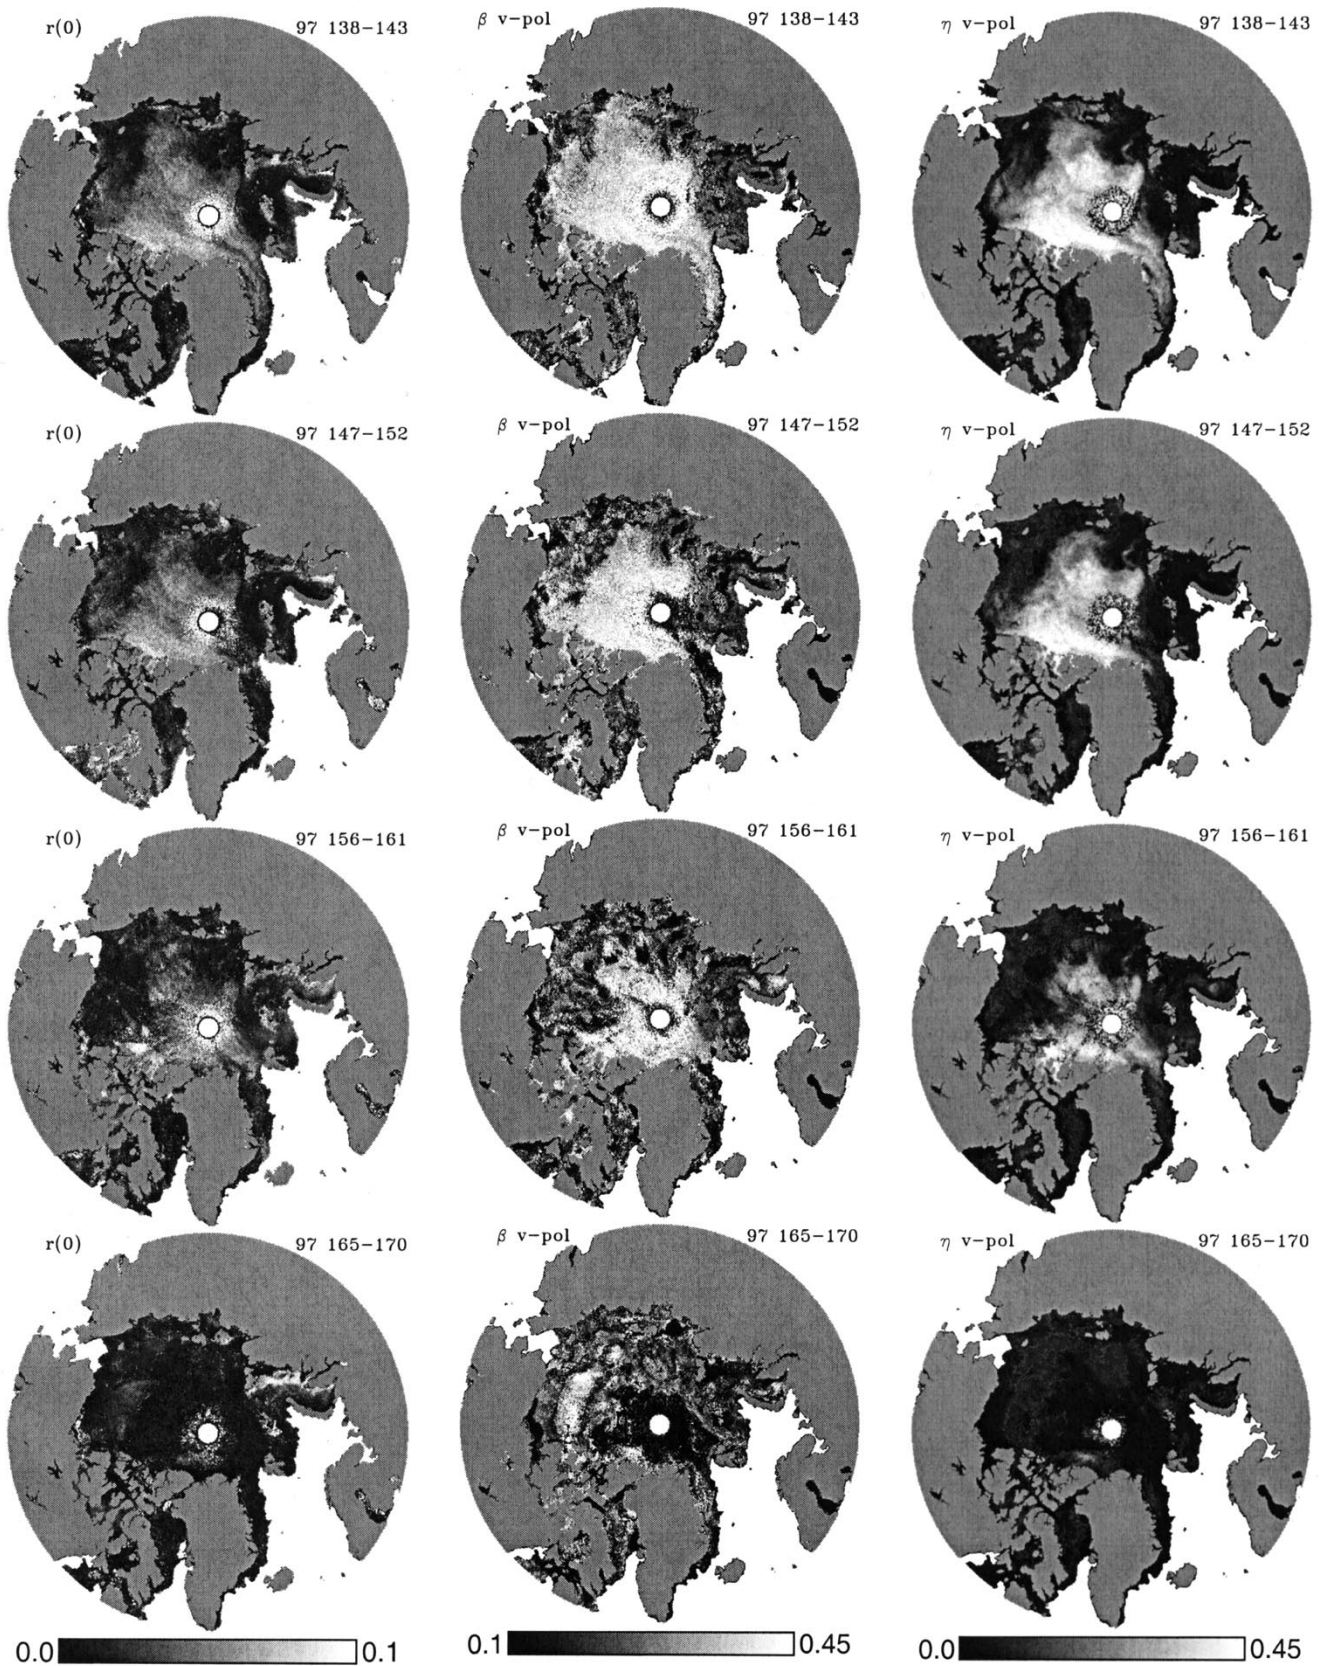 r(0) 97 138-143 β v-pol 97 138-143 η v-pol 97 138-143
r(0) 97 147-152 β v-pol 97 147-152 η v-pol 97 147-152
r(0) 97 156-161 β v-pol 97 156-161 η v-pol 97 156-161
r(0) 97 165-170 β v-pol 97 165-170 η v-pol 97 165-170
0.0 0.1 0.1 0.45 0.0 0.45